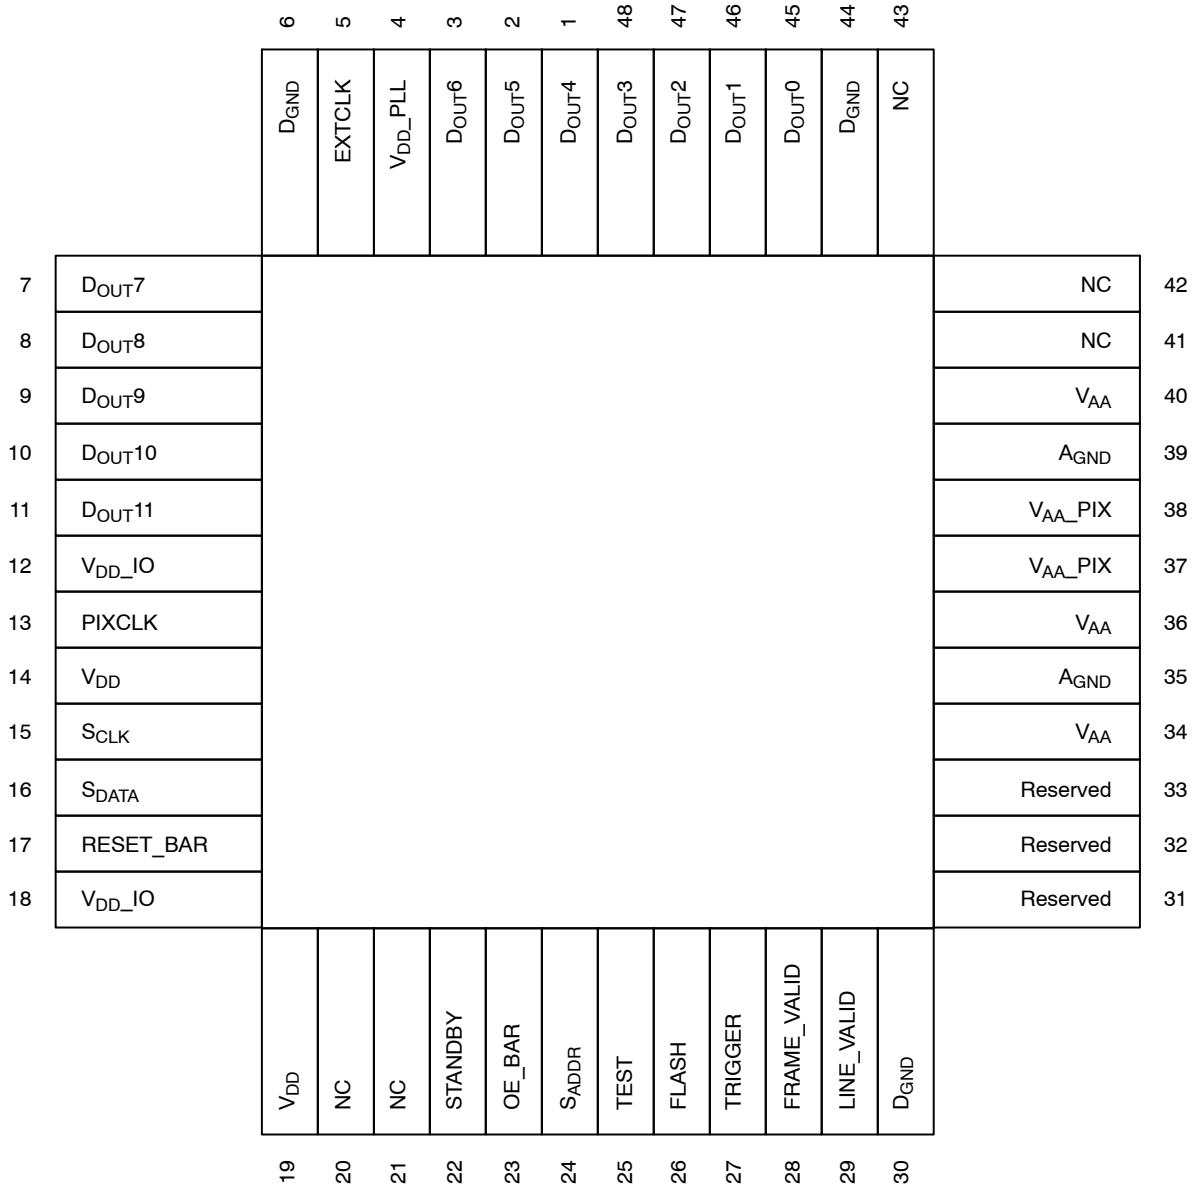 6 5 4 3 2 1 48 47 46 45 44 43
DGND EXTCLK VDD_PLL DOUT6 DOUT5 DOUT4 DOUT3 DOUT2 DOUT1 DOUT0 DGND NC
7 DOUT7 NC 42
8 DOUT8 NC 41
9 DOUT9 VAA 40
10 DOUT10 AGND 39
11 DOUT11 VAA_PIX 38
12 VDD_IO VAA_PIX 37
13 PIXCLK VAA 36
14 VDD AGND 35
15 SCLK VAA 34
16 SDATA Reserved 33
17 RESET_BAR Reserved 32
18 VDD_IO Reserved 31
VDD NC NC STANDBY OE_BAR SADDR TEST FLASH TRIGGER FRAME_VALID LINE_VALID DGND
19 20 21 22 23 24 25 26 27 28 29 30